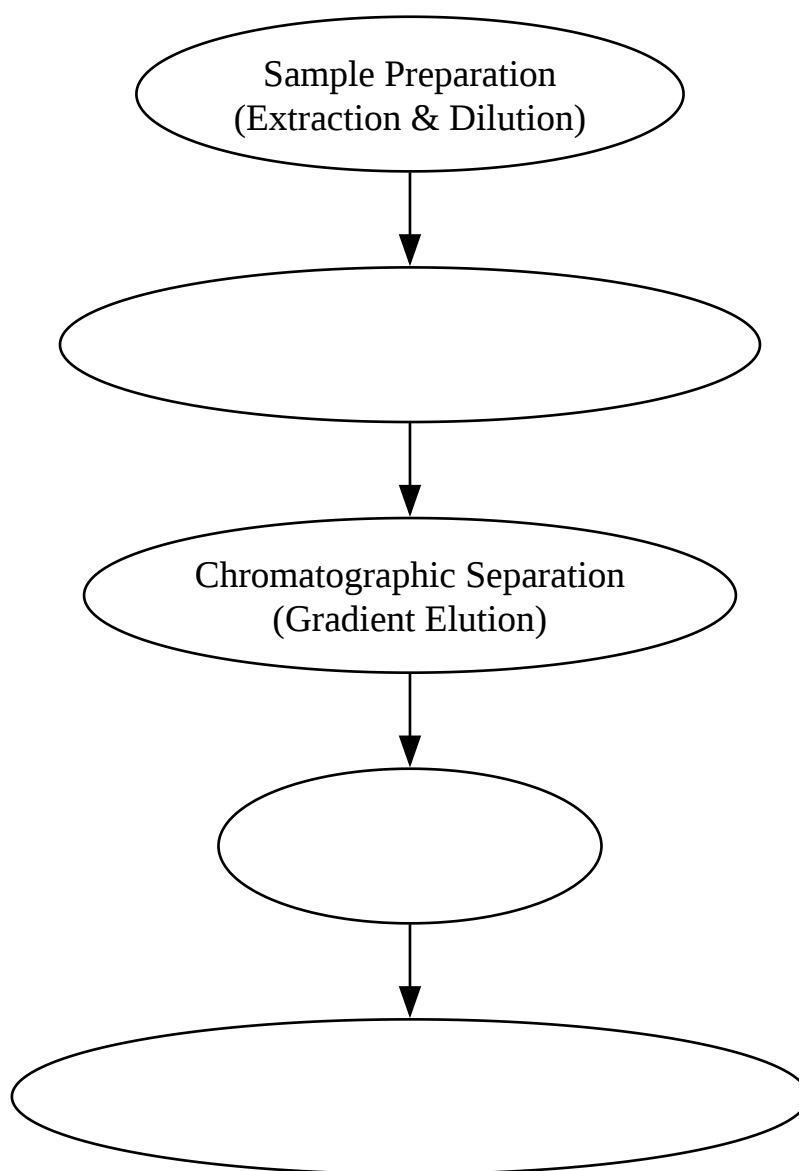 Sample Preparation
(Extraction & Dilution)
Chromatographic Separation
(Gradient Elution)